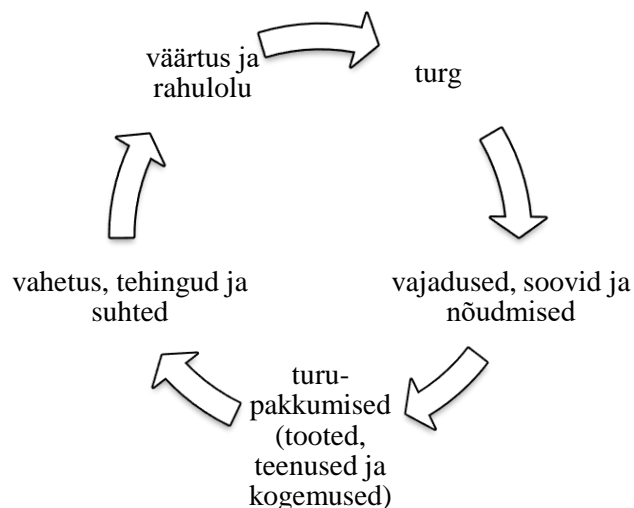 väärtus ja
rahulolu
turg
vajadused, soovid ja
nõudmised
turu-
pakkumised
(tooted,
teenused ja
kogemused)
vahetus, tehingud ja
suhted